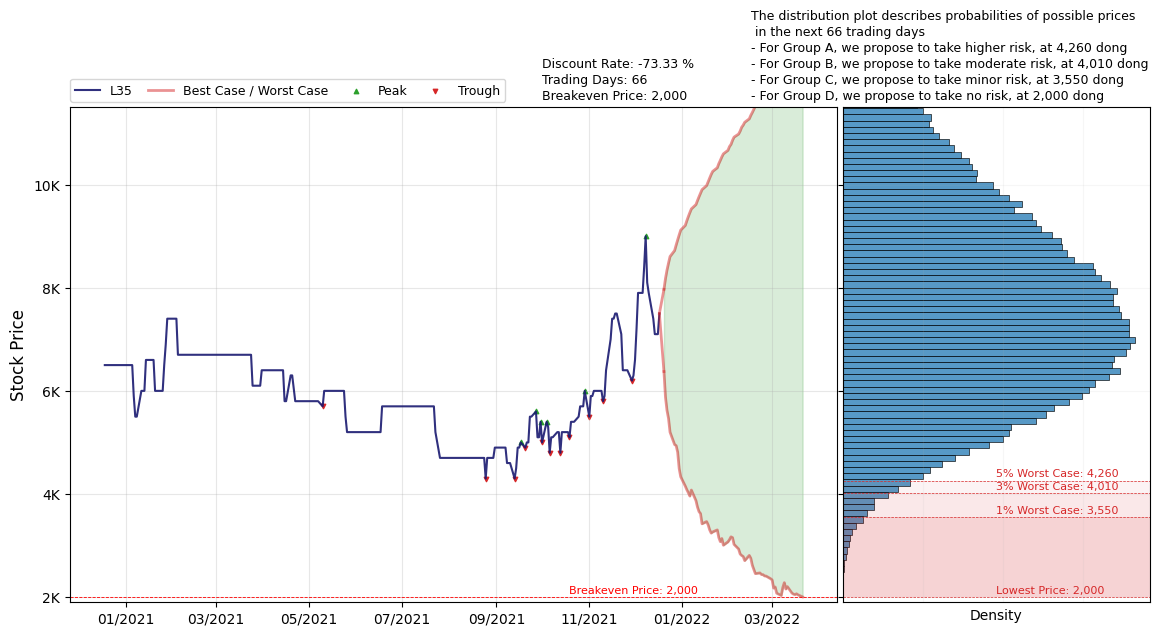 The distribution plot describes probabilities of possible prices
in the next 66 trading days
- For Group A, we propose to take higher risk, at 4,260 dong
- For Group B, we propose to take moderate risk, at 4,010 dong
- For Group C, we propose to take minor risk, at 3,550 dong
- For Group D, we propose to take no risk, at 2,000 dong
Discount Rate: -73.33 %
Trading Days: 66
Breakeven Price: 2,000
L35
Best Case / Worst Case
Peak
Trough
Stock Price
10K
8K
6K
4K
2K
Breakeven Price: 2,000
01/2021
03/2021
05/2021
07/2021
09/2021
11/2021
01/2022
03/2022
5% Worst Case: 4,260
3% Worst Case: 4,010
1% Worst Case: 3,550
Lowest Price: 2,000
Density